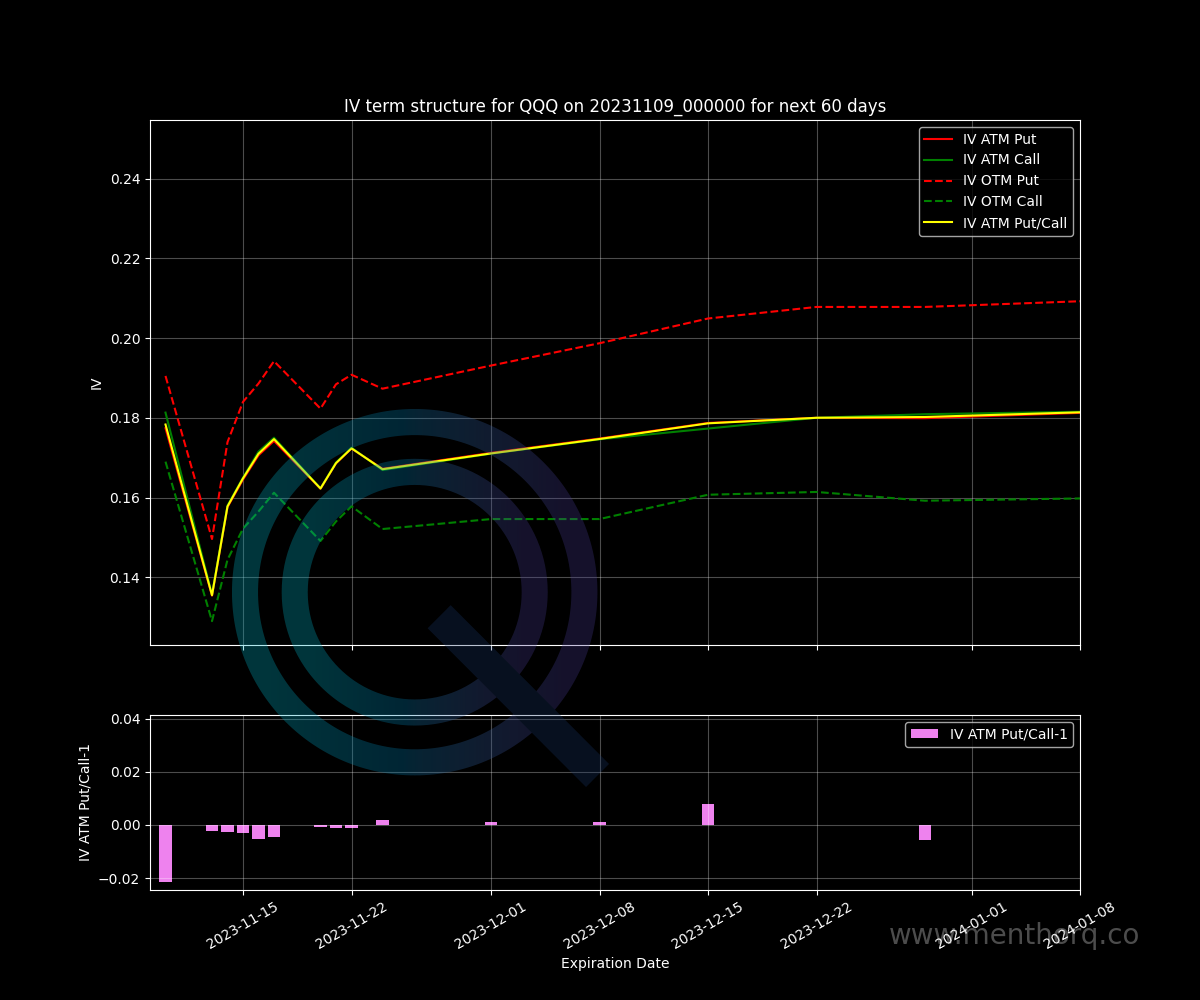 IV term structure for QQQ on 20231109_000000 for next 60 days
IV ATM Put
IV ATM Call
IV OTM Put
IV OTM Call
IV ATM Put/Call
0.24
0.22
0.20
0.18
0.16
0.14
IV
IV ATM Put/Call-1
0.04
0.02
0.00
−0.02
IV ATM Put/Call-1
2023-11-15
2023-11-22
2023-12-01
2023-12-08
2023-12-15
2023-12-22
2024-01-01
2024-01-08
www.menthorq.co
Expiration Date